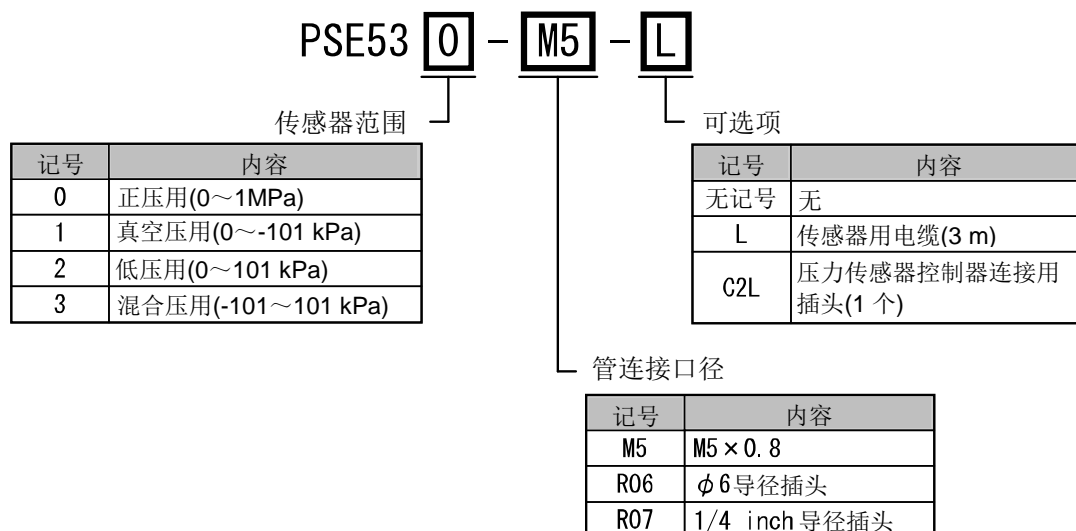 PSE53 0 - M5 - L
传感器范围
记号 内容
0 正压用(0～1MPa)
1 真空压用(0～-101 kPa)
2 低压用(0～101 kPa)
3 混合压用(-101～101 kPa)
可选项
记号 内容
无记号 无
L 传感器用电缆(3 m)
C2L 压力传感器控制器连接用
插头(1 个)
管连接口径
记号 内容
M5 M5×0.8
R06 φ6导径插头
R07 1/4 inch 导径插头